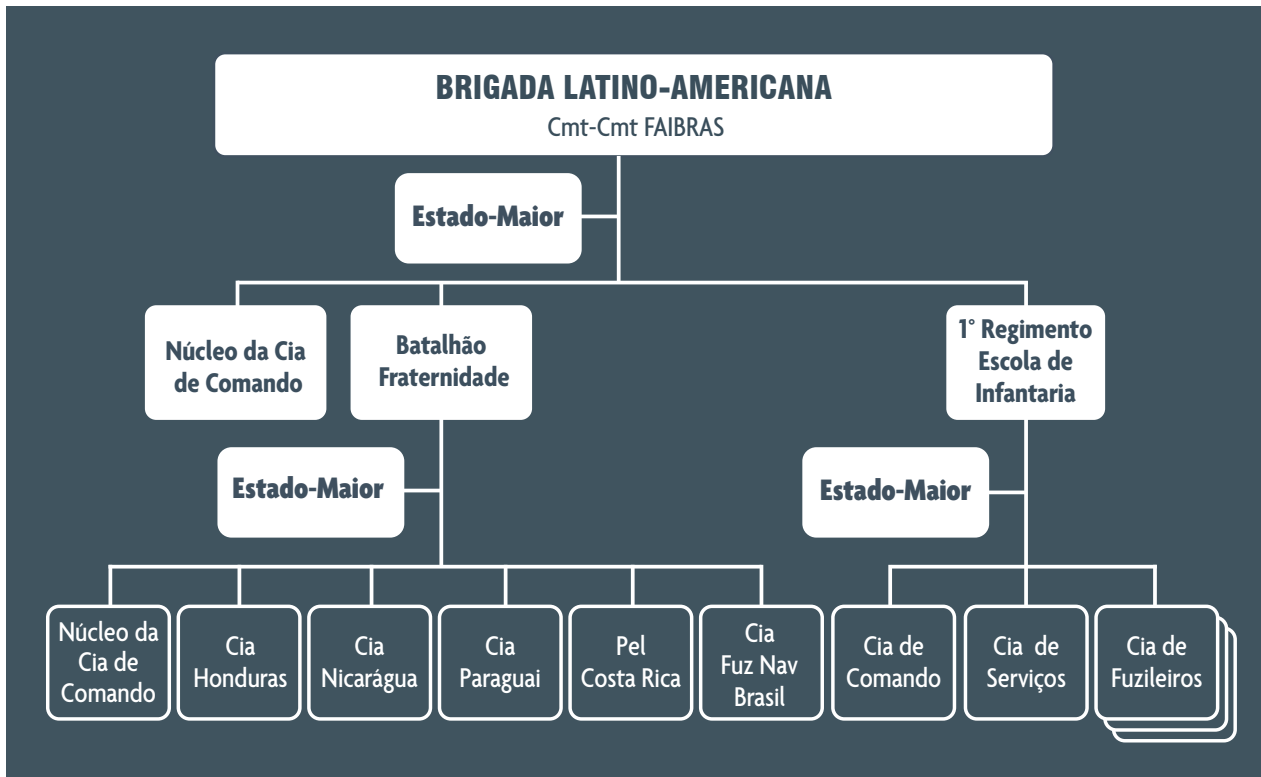 BRIGADA LATINO-AMERICANA
Cmt-Cmt FAIBRAS
Estado-Maior
Núcleo da Cia
de Comando
Batalhão
Fraternidade
1° Regimento
Escola de
Infantaria
Estado-Maior
Estado-Maior
Núcleo da
Cia de
Comando
Cia
Honduras
Cia
Nicarágua
Cia
Paraguai
Pel
Costa Rica
Cia
Fuz Nav
Brasil
Cia de
Comando
Cia de
Serviços
Cia de
Fuzileiros